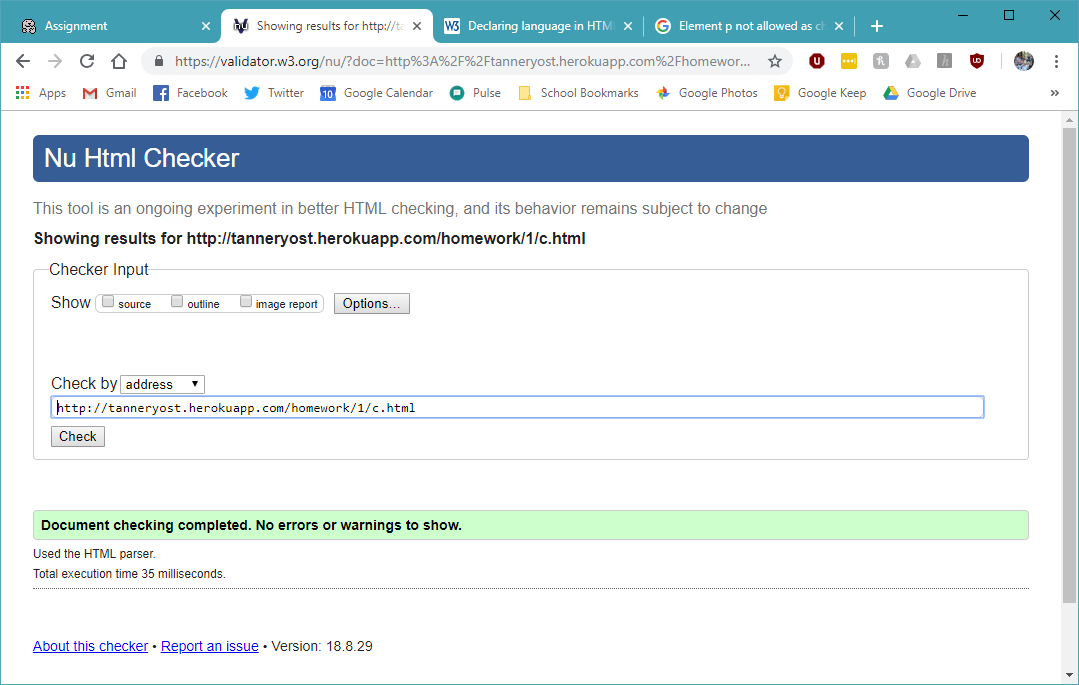 Assignment
Showing results for http://ta
Declaring language in HTM
Element p not allowed as ch
https://validator.w3.org/nu/?doc=http%3A%2F%2Ftanneryost.herokuapp.com%2Fhomewor...
Apps
Gmail
Facebook
Twitter
10
Google Calendar
Pulse
School Bookmarks
Google Photos
Google Keep
Google Drive
»
Nu Html Checker
This tool is an ongoing experiment in better HTML checking, and its behavior remains subject to change
Showing results for http://tanneryost.herokuapp.com/homework/1/c.html
Checker Input
Show source outline image report Options...
Check by address
http://tanneryost.herokuapp.com/homework/1/c.html
Check
Document checking completed. No errors or warnings to show.
Used the HTML parser.
Total execution time 35 milliseconds.
About this checker • Report an issue • Version: 18.8.29